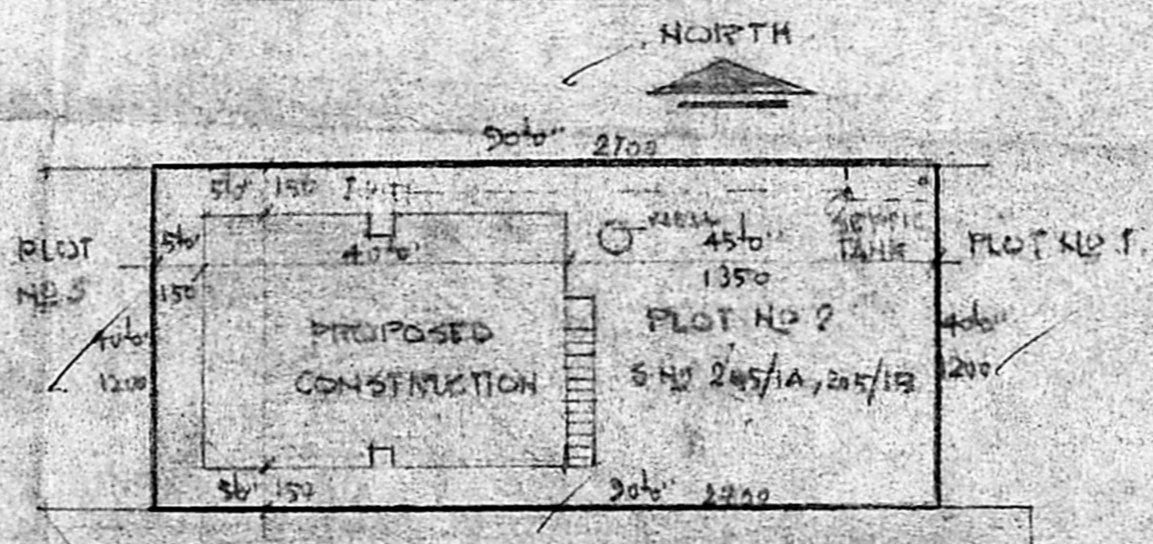 NORTH
90'-0" 2700
5'-0" 150
40'-0"
WELL
45'-0"
1350
SEPTIC
TANK
PLOT
NO 3
5'-0"
150
PLOT NO 1.
40'-0"
1200
PROPOSED
CONSTRUCTION
PLOT NO 2
S NO 205/1A, 205/1B
40'-0"
1200
5'-0" 150
90'-0" 2700